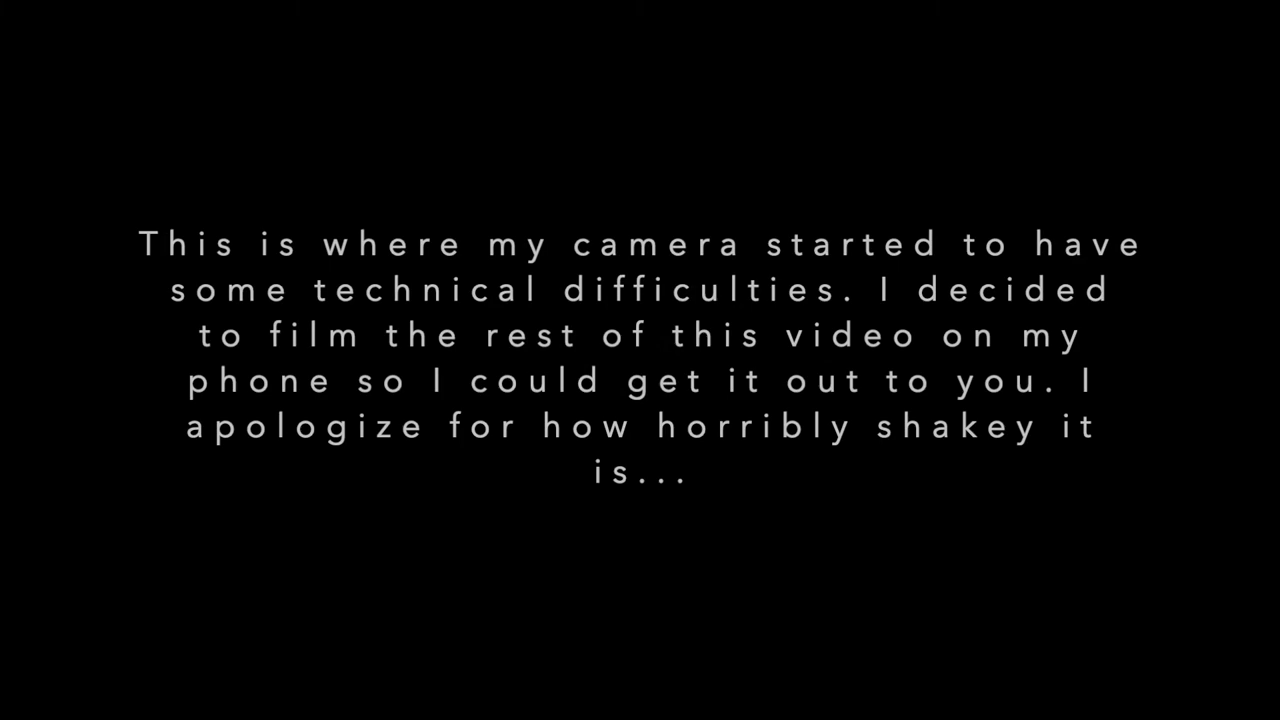 This is where my camera started to have
some technical difficulties. I decided
to film the rest of this video on my
phone so I could get it out to you. I
apologize for how horribly shakey it
is...